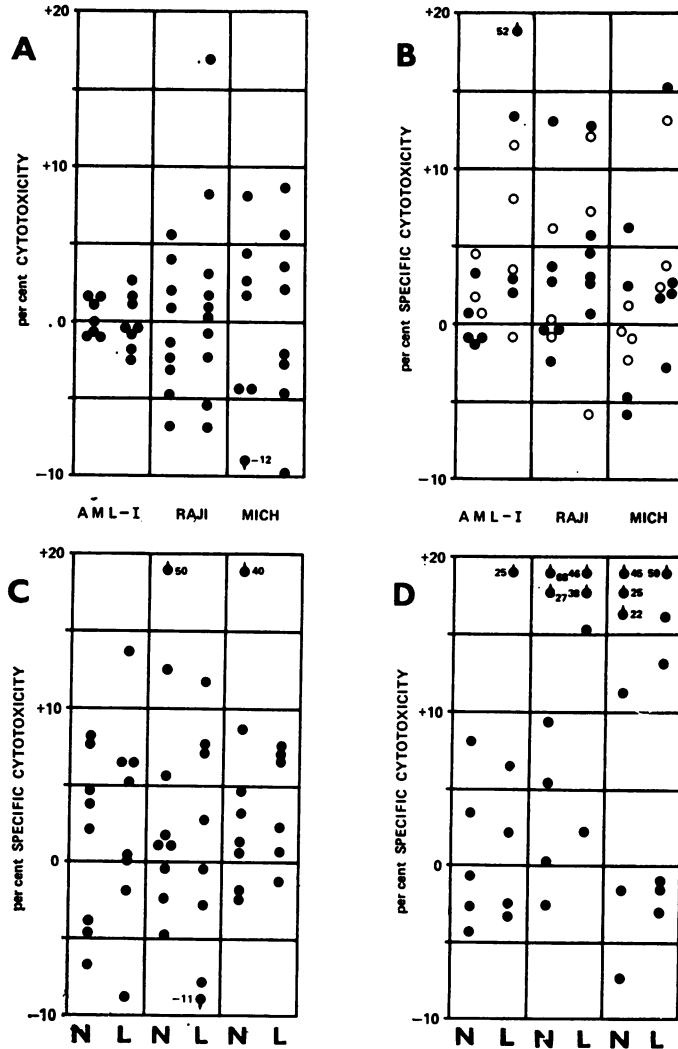 A
+20
+10
0
−10
per cent CYTOTOXICITY
−12
B
+20
+10
0
−10
per cent SPECIFIC CYTOTOXICITY
52
AML-I RAJI MICH
AML-I RAJI MICH
C
+20
+10
0
−10
per cent SPECIFIC CYTOTOXICITY
50
40
−11
N L N L N L
D
+20
+10
0
−10
per cent SPECIFIC CYTOTOXICITY
25
46
27 38
45 50
25
22
N L N L N L